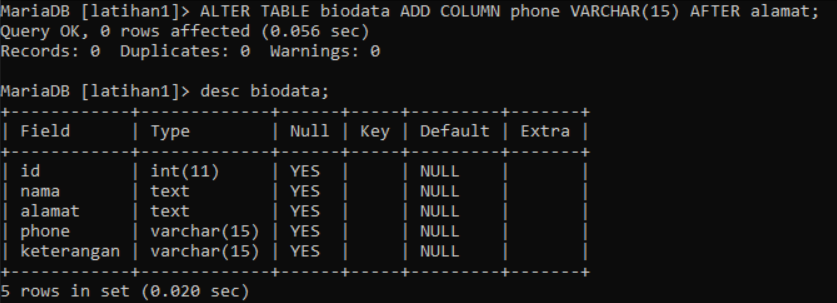 MariaDB [latihan1]> ALTER TABLE biodata ADD COLUMN phone VARCHAR(15) AFTER alamat;
Query OK, 0 rows affected (0.056 sec)
Records: 0  Duplicates: 0  Warnings: 0

MariaDB [latihan1]> desc biodata;
+------------+-------------+------+-----+---------+-------+
| Field      | Type        | Null | Key | Default | Extra |
+------------+-------------+------+-----+---------+-------+
| id         | int(11)     | YES  |     | NULL    |       |
| nama       | text        | YES  |     | NULL    |       |
| alamat     | text        | YES  |     | NULL    |       |
| phone      | varchar(15) | YES  |     | NULL    |       |
| keterangan | varchar(15) | YES  |     | NULL    |       |
+------------+-------------+------+-----+---------+-------+
5 rows in set (0.020 sec)